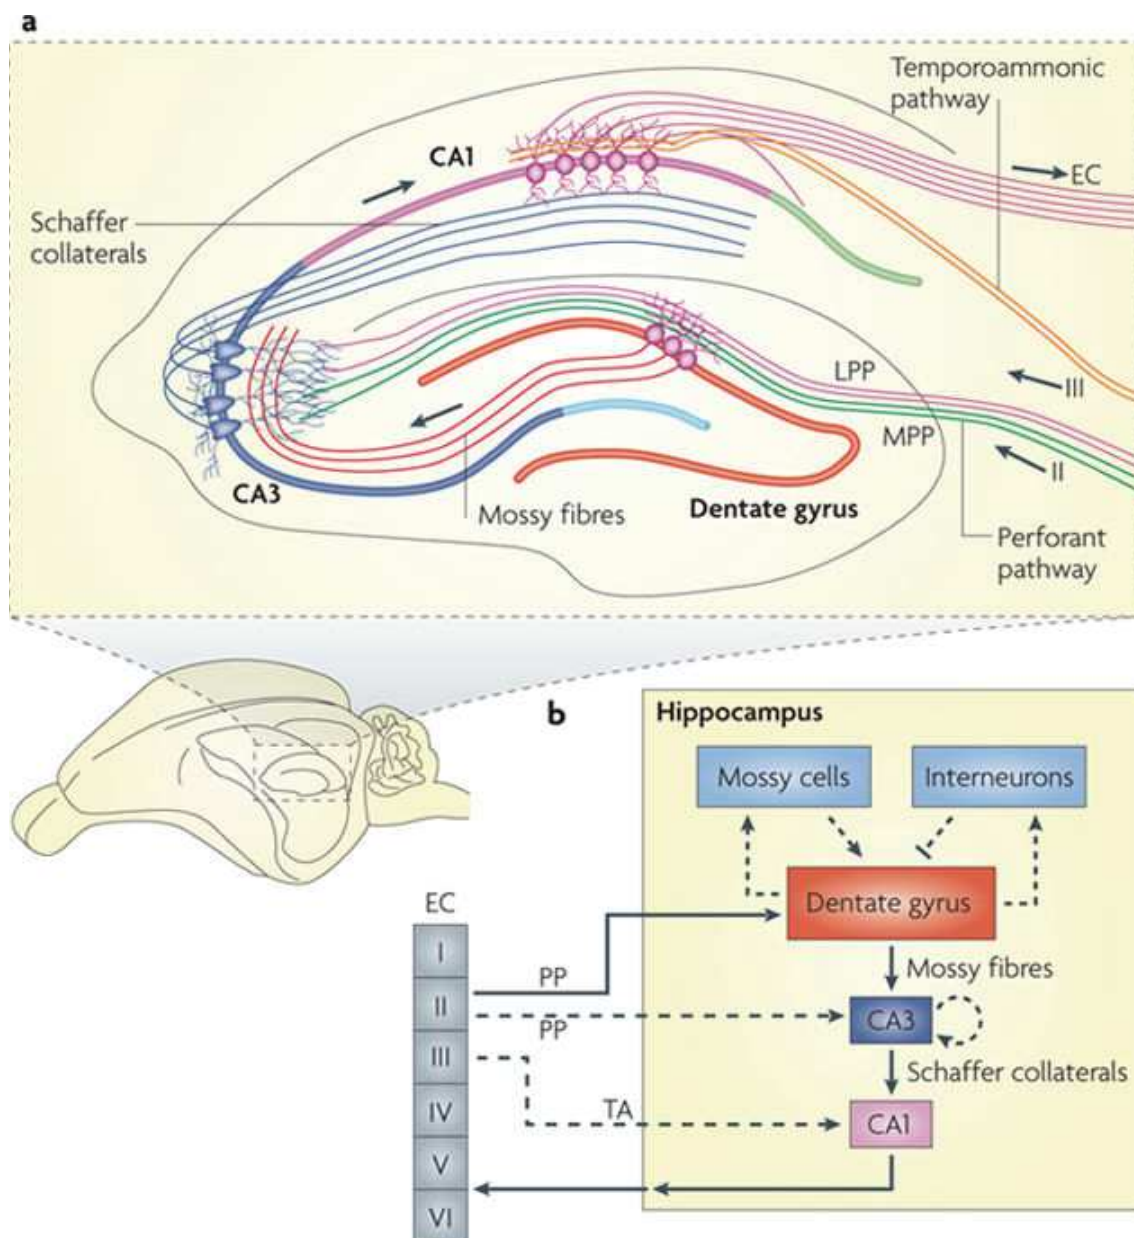 a
Temporoammonic
pathway
CA1
EC
Schaffer
collaterals
LPP
III
MPP
II
CA3
Mossy fibres
Dentate gyrus
Perforant
pathway
b
Hippocampus
Mossy cells
Interneurons
EC
Dentate gyrus
I
PP
Mossy fibres
II
CA3
PP
III
Schaffer collaterals
IV
TA
CA1
V
VI